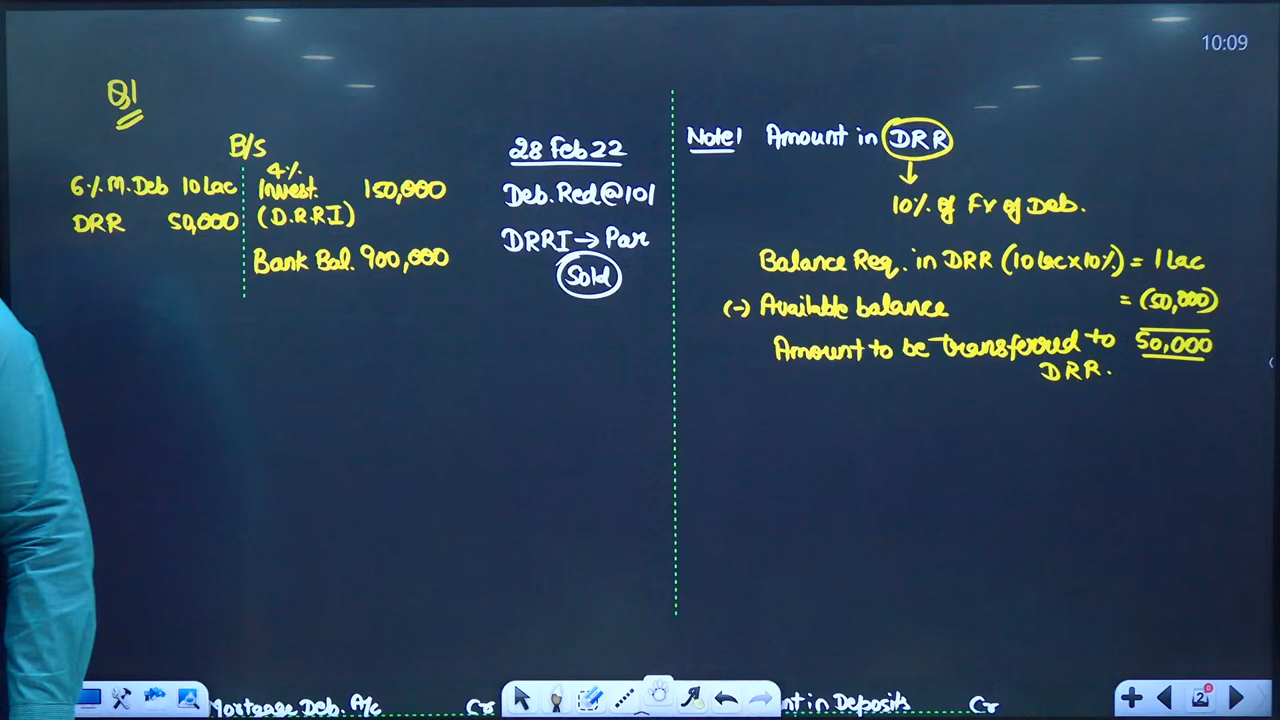 10:09
Q1
B/s
6% M. Deb 10 Lac
DRR 50,000
4%
Invest. 150,000
(D.R.R.I)
Bank Bal. 900,000
28 Feb 22
Deb. Red @ 101
DRRI → Par
Sold
Note 1 Amount in DRR
10% of Fv of Deb.
Balance Req. in DRR (10 Lac x 10%) = 1 Lac
(-) Available balance = (50,000)
Amount to be transferred to 50,000
DRR.
Mortgage Deb. A/c Cr
nt in Deposits Cr
2